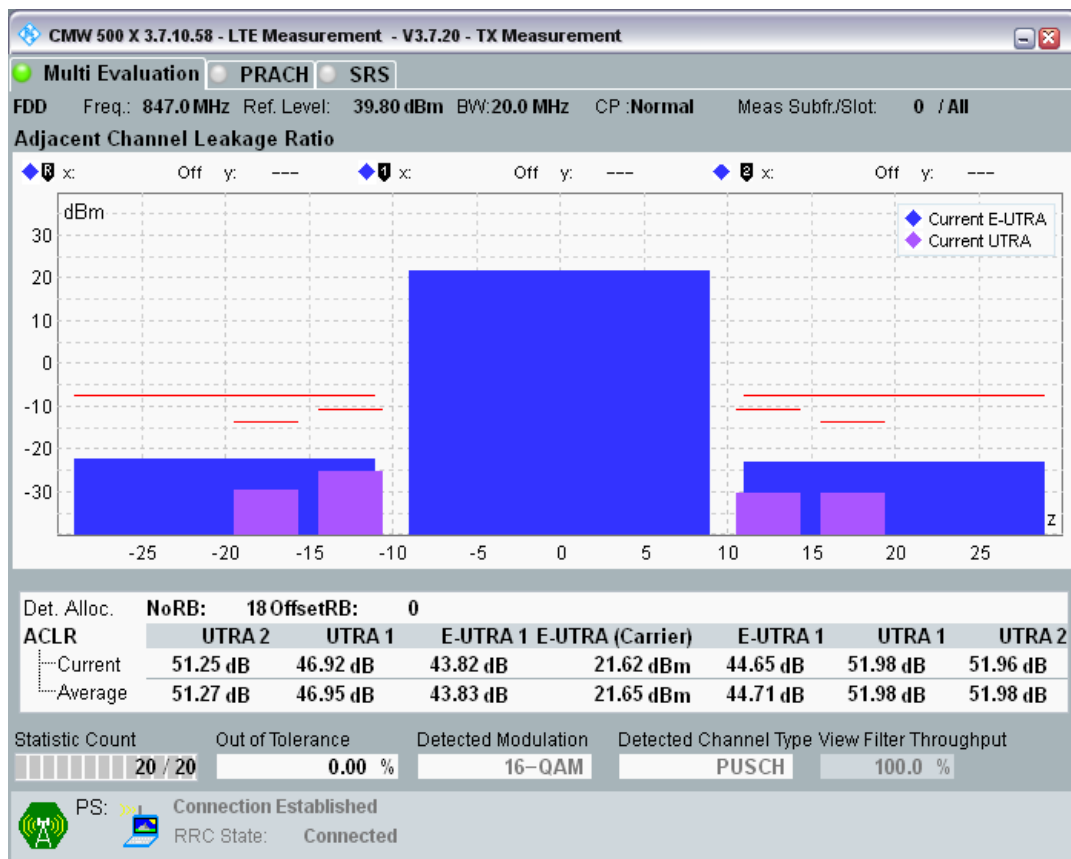 CMW 500 X 3.7.10.58 - LTE Measurement - V3.7.20 - TX Measurement
Multi Evaluation PRACH SRS
FDD Freq.: 847.0 MHz Ref. Level: 39.80 dBm BW:20.0 MHz CP :Normal Meas Subfr./Slot: 0 / All
Adjacent Channel Leakage Ratio
R x: Off y: --- 1 x: Off y: --- 2 x: Off y: ---
dBm
Current E-UTRA
Current UTRA
30
20
10
0
-10
-20
-30
z
-25 -20 -15 -10 -5 0 5 10 15 20 25
Det. Alloc. NoRB: 18 OffsetRB: 0
ACLR UTRA 2 UTRA 1 E-UTRA 1 E-UTRA (Carrier) E-UTRA 1 UTRA 1 UTRA 2
Current 51.25 dB 46.92 dB 43.82 dB 21.62 dBm 44.65 dB 51.98 dB 51.96 dB
Average 51.27 dB 46.95 dB 43.83 dB 21.65 dBm 44.71 dB 51.98 dB 51.98 dB
Statistic Count Out of Tolerance Detected Modulation Detected Channel Type View Filter Throughput
20 / 20 0.00 % 16-QAM PUSCH 100.0 %
PS: Connection Established
RRC State: Connected